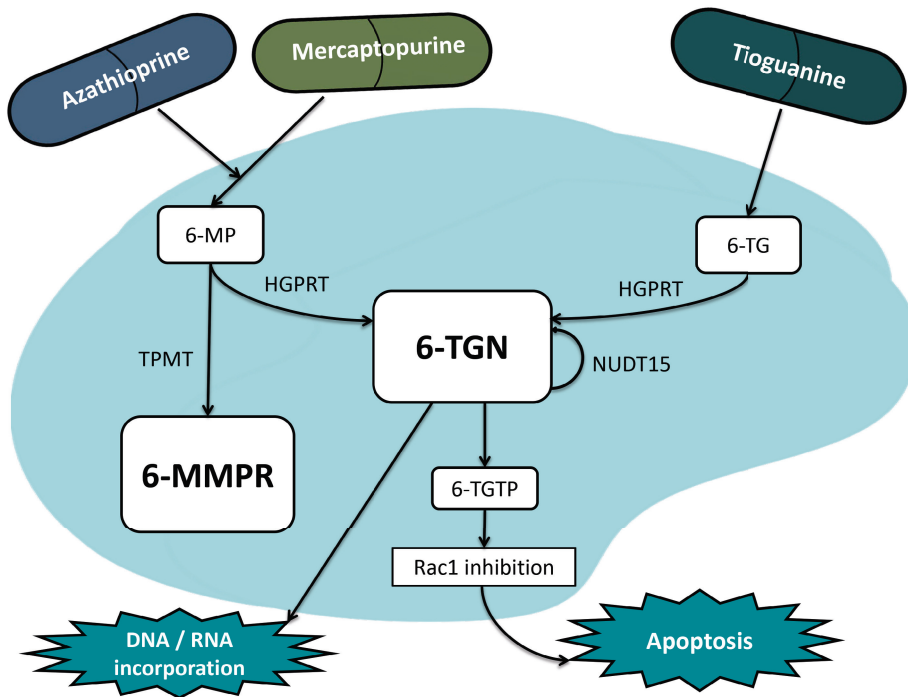 Azathioprine
Mercaptopurine
Tioguanine
6-MP
6-TG
HGPRT
HGPRT
6-TGN
TPMT
NUDT15
6-MMPR
6-TGTP
Rac1 inhibition
DNA / RNA
incorporation
Apoptosis